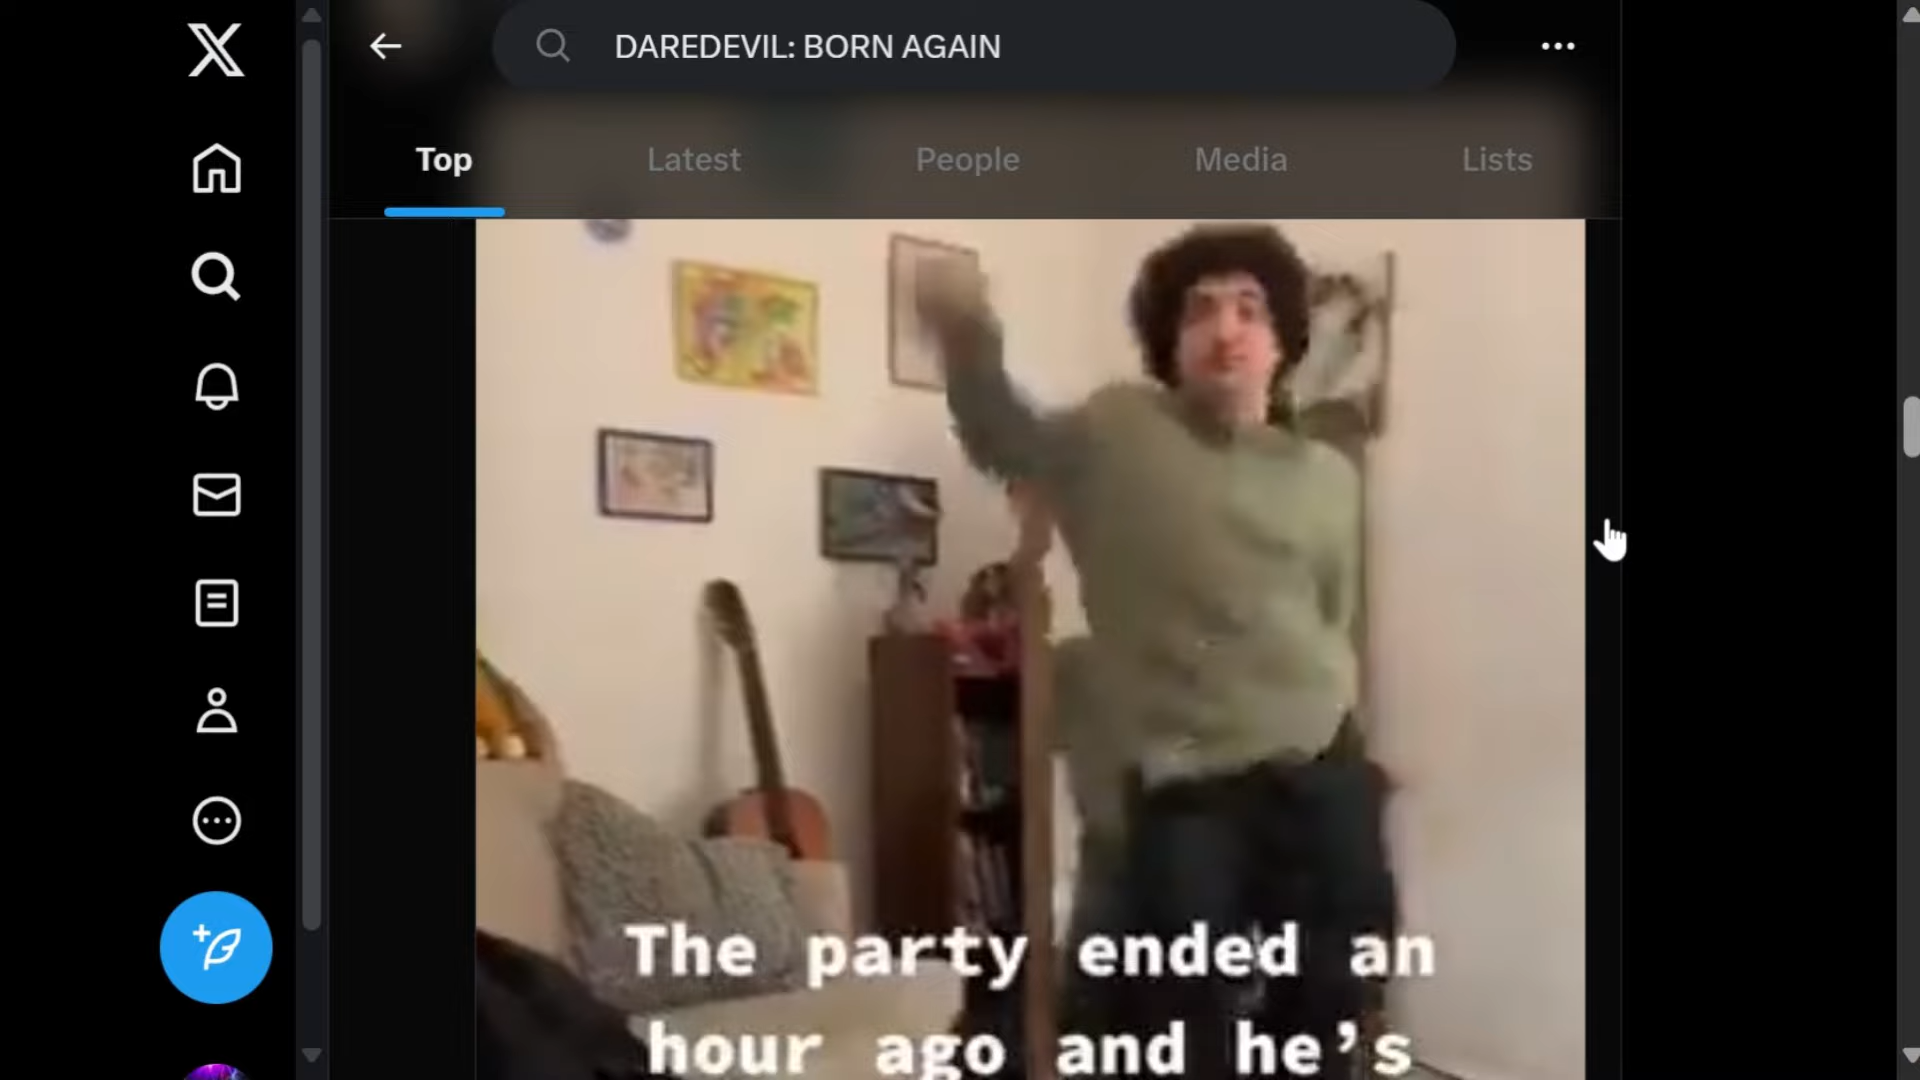 DAREDEVIL: BORN AGAIN
Top
Latest
People
Media
Lists
The party ended an
hour ago and he's